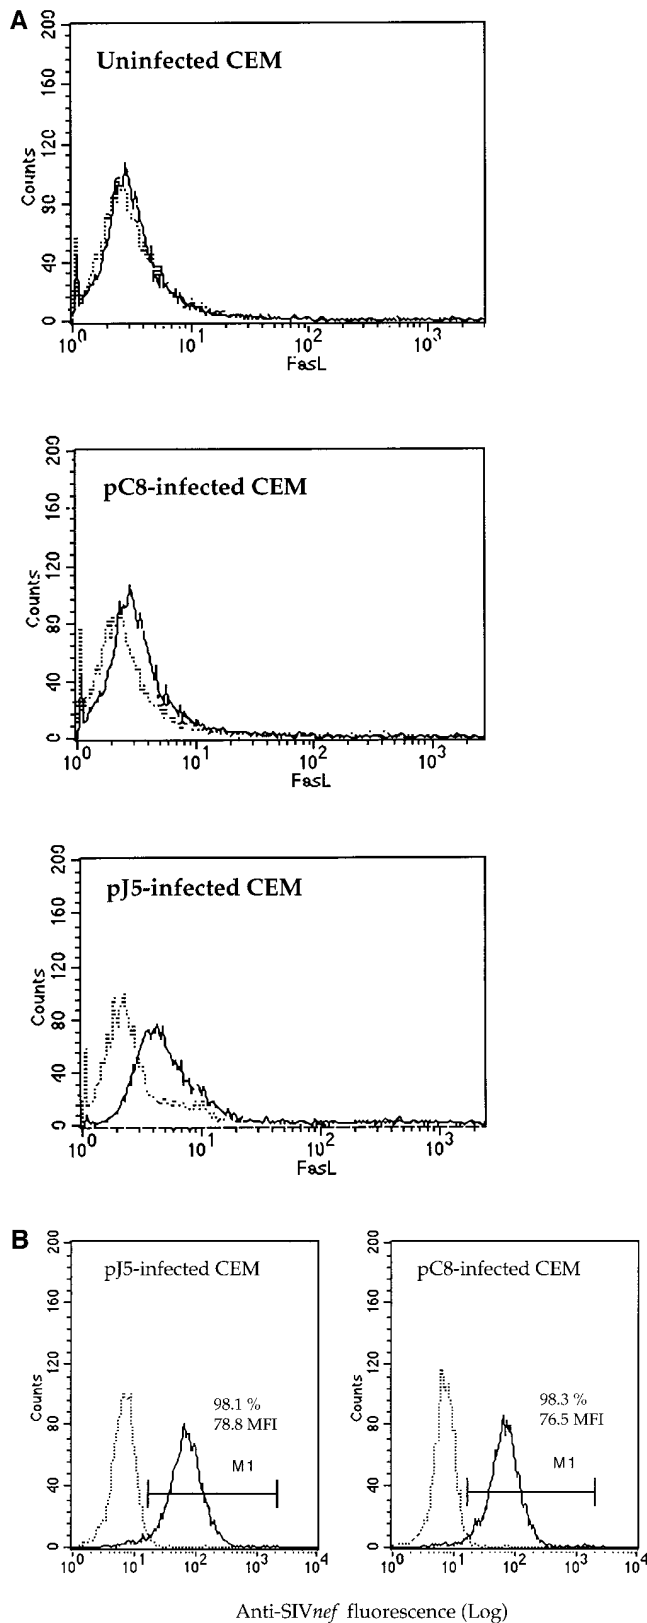 A
Uninfected CEM
200
160
120
80
40
0
Counts
10^0 10^1 10^2 10^3
FasL
pC8-infected CEM
200
160
120
80
40
0
Counts
10^0 10^1 10^2 10^3
FasL
pJ5-infected CEM
200
160
120
80
40
0
Counts
10^0 10^1 10^2 10^3
FasL
B
pJ5-infected CEM
200
160
120
80
40
0
Counts
98.1 %
78.8 MFI
M1
10^0 10^1 10^2 10^3 10^4
pC8-infected CEM
200
160
120
80
40
0
Counts
98.3 %
76.5 MFI
M1
10^0 10^1 10^2 10^3 10^4
Anti-SIVnef fluorescence (Log)